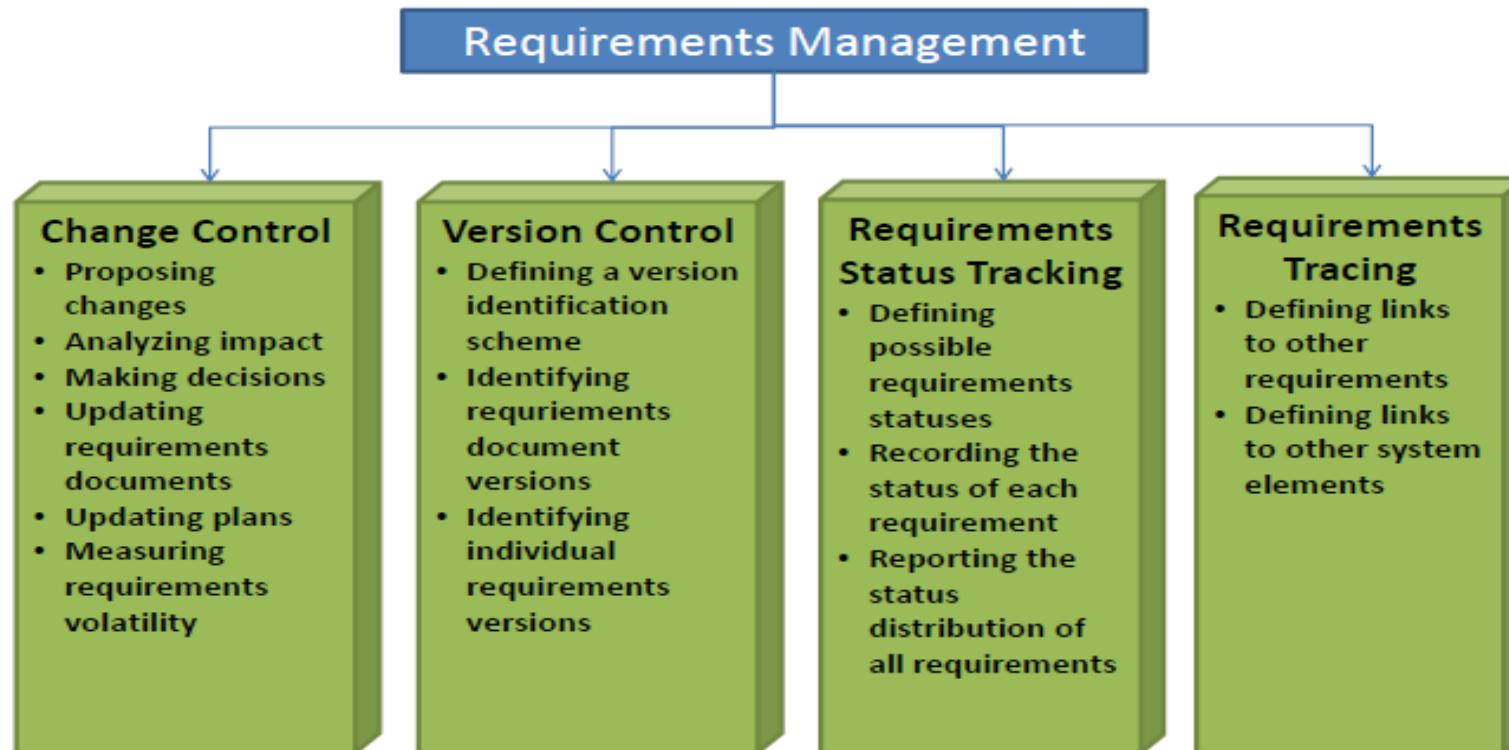 Requirements Management
Change Control
• Proposing
changes
• Analyzing impact
• Making decisions
• Updating
requirements
documents
• Updating plans
• Measuring
requirements
volatility
Version Control
• Defining a version
identification
scheme
• Identifying
requriements
document
versions
• Identifying
individual
requirements
versions
Requirements
Status Tracking
• Defining
possible
requirements
statuses
• Recording the
status of each
requirement
• Reporting the
status
distribution of
all requirements
Requirements
Tracing
• Defining links
to other
requirements
• Defining links
to other system
elements